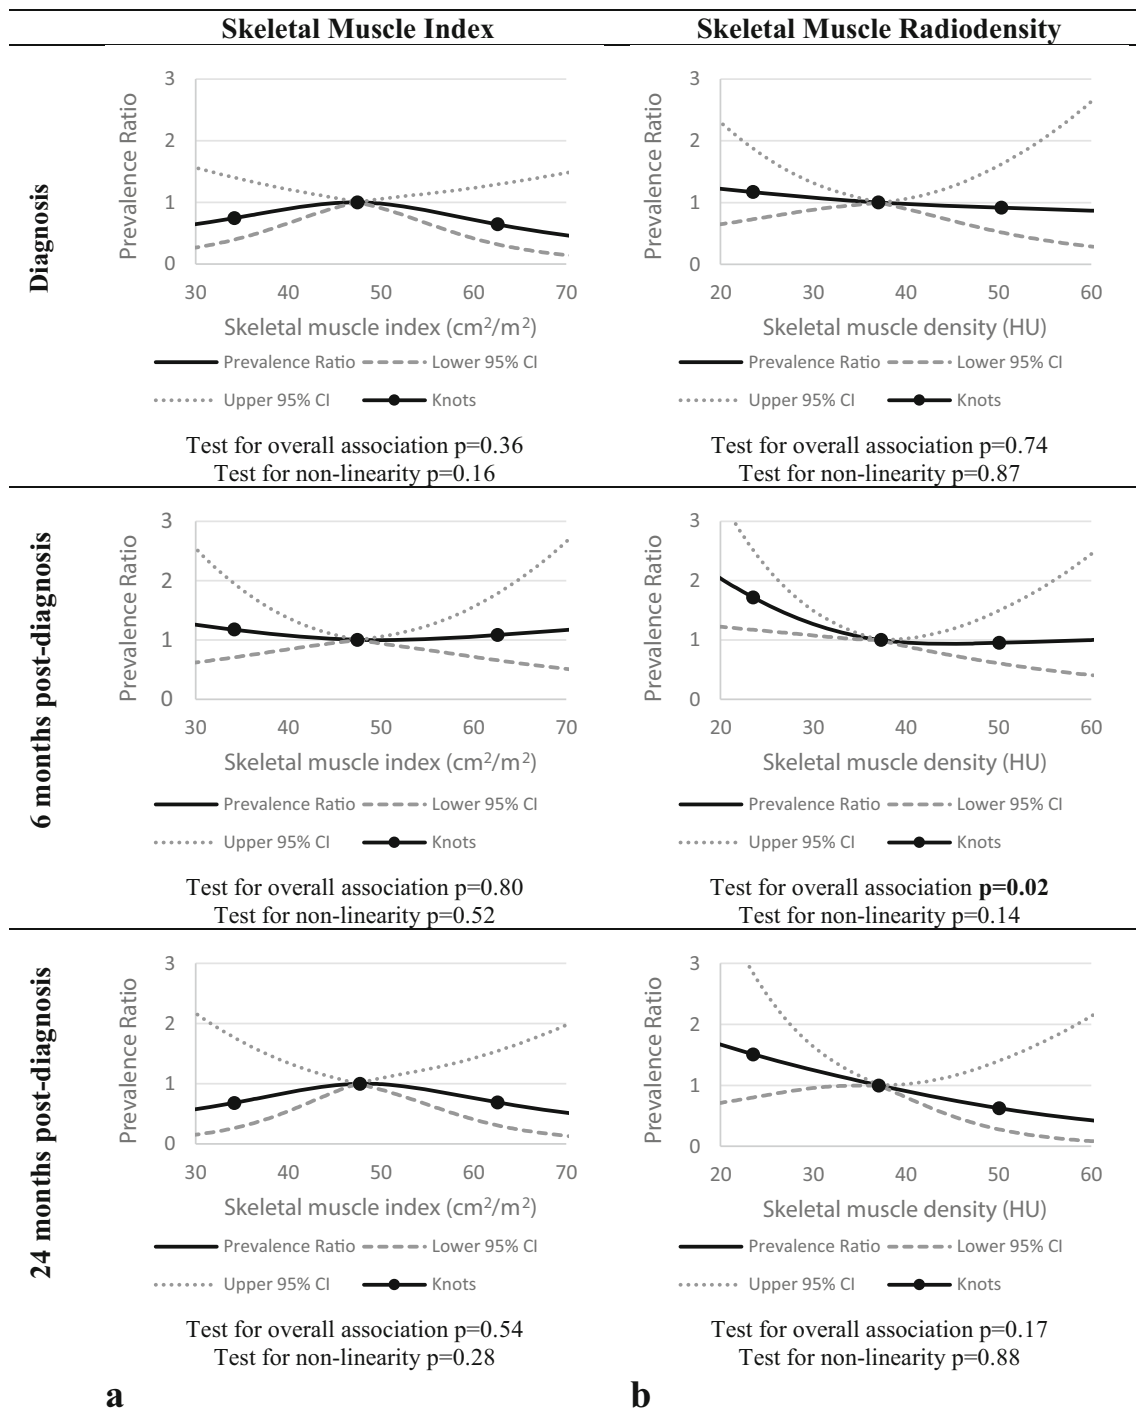 Skeletal Muscle Index
Skeletal Muscle Radiodensity
Diagnosis
Prevalence Ratio
3
2
1
0
30 40 50 60 70
Skeletal muscle index (cm²/m²)
Prevalence Ratio Lower 95% CI
Upper 95% CI Knots
Test for overall association p=0.36
Test for non-linearity p=0.16
Prevalence Ratio
3
2
1
0
20 30 40 50 60
Skeletal muscle density (HU)
Prevalence Ratio Lower 95% CI
Upper 95% CI Knots
Test for overall association p=0.74
Test for non-linearity p=0.87
6 months post-diagnosis
Prevalence Ratio
3
2
1
0
30 40 50 60 70
Skeletal muscle index (cm²/m²)
Prevalence Ratio Lower 95% CI
Upper 95% CI Knots
Test for overall association p=0.80
Test for non-linearity p=0.52
Prevalence Ratio
3
2
1
0
20 30 40 50 60
Skeletal muscle density (HU)
Prevalence Ratio Lower 95% CI
Upper 95% CI Knots
Test for overall association p=0.02
Test for non-linearity p=0.14
24 months post-diagnosis
Prevalence Ratio
3
2
1
0
30 40 50 60 70
Skeletal muscle index (cm²/m²)
Prevalence Ratio Lower 95% CI
Upper 95% CI Knots
Test for overall association p=0.54
Test for non-linearity p=0.28
Prevalence Ratio
3
2
1
0
20 30 40 50 60
Skeletal muscle density (HU)
Prevalence Ratio Lower 95% CI
Upper 95% CI Knots
Test for overall association p=0.17
Test for non-linearity p=0.88
a
b